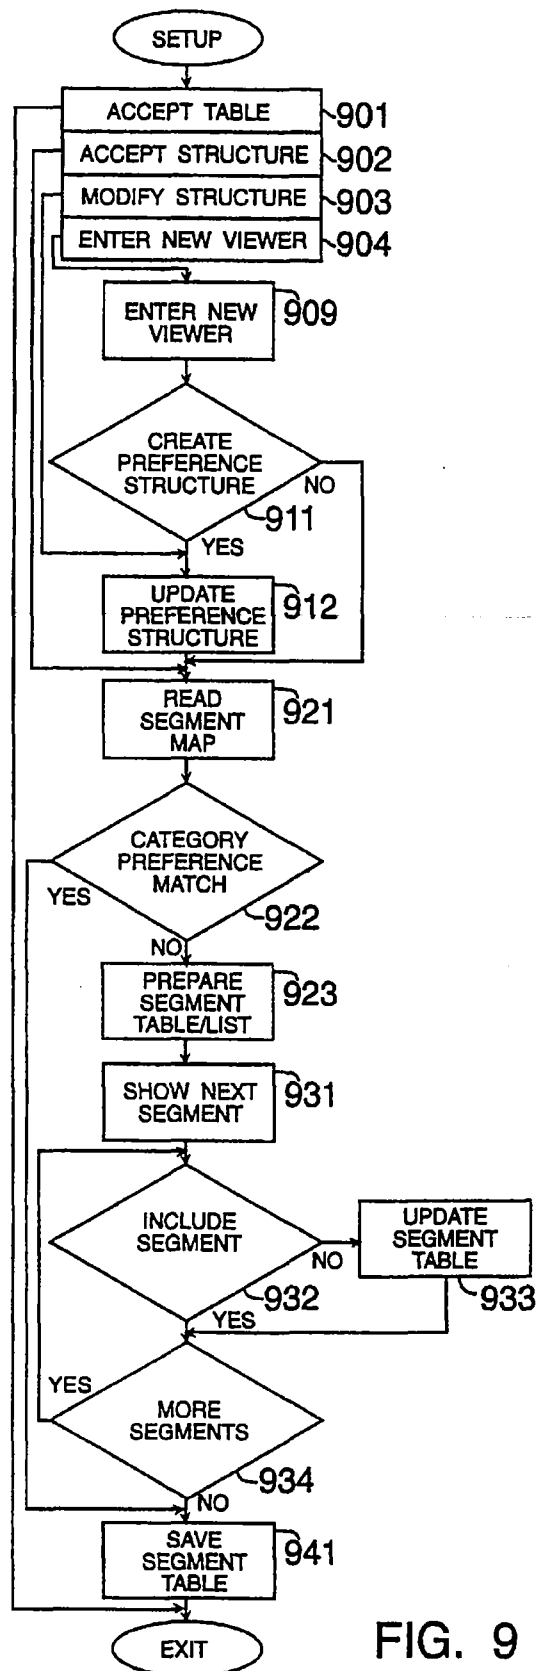 SETUP
ACCEPT TABLE 901
ACCEPT STRUCTURE 902
MODIFY STRUCTURE 903
ENTER NEW VIEWER 904
ENTER NEW
VIEWER
909
CREATE
PREFERENCE
STRUCTURE
NO
911
YES
UPDATE
PREFERENCE
STRUCTURE
912
READ
SEGMENT
MAP
921
CATEGORY
PREFERENCE
MATCH
YES
922
NO
PREPARE
SEGMENT
TABLE/LIST
923
SHOW NEXT
SEGMENT
931
INCLUDE
SEGMENT
NO
932
YES
UPDATE
SEGMENT
TABLE
933
YES
MORE
SEGMENTS
934
NO
SAVE
SEGMENT
TABLE
941
EXIT
FIG. 9